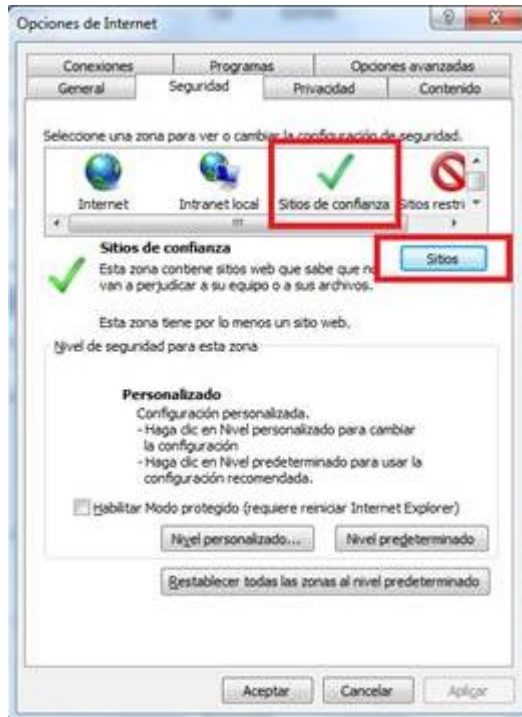 Opciones de Internet
Conexiones Programas Opciones avanzadas
General Seguridad Privacidad Contenido
Seleccione una zona para ver o cambiar la configuración de seguridad.
Internet Intranet local Sitios de confianza Sitios restri
Sitios de confianza
Sitios
Esta zona contiene sitios web que sabe que no
van a perjudicar a su equipo o a sus archivos.
Esta zona tiene por lo menos un sitio web.
Nivel de seguridad para esta zona
Personalizado
Configuración personalizada.
- Haga clic en Nivel personalizado para cambiar
la configuración
- Haga clic en Nivel predeterminado para usar la
configuración recomendada.
Habilitar Modo protegido (requiere reiniciar Internet Explorer)
Nivel personalizado... Nivel predeterminado
Restablecer todas las zonas al nivel predeterminado
Aceptar Cancelar Aplicar